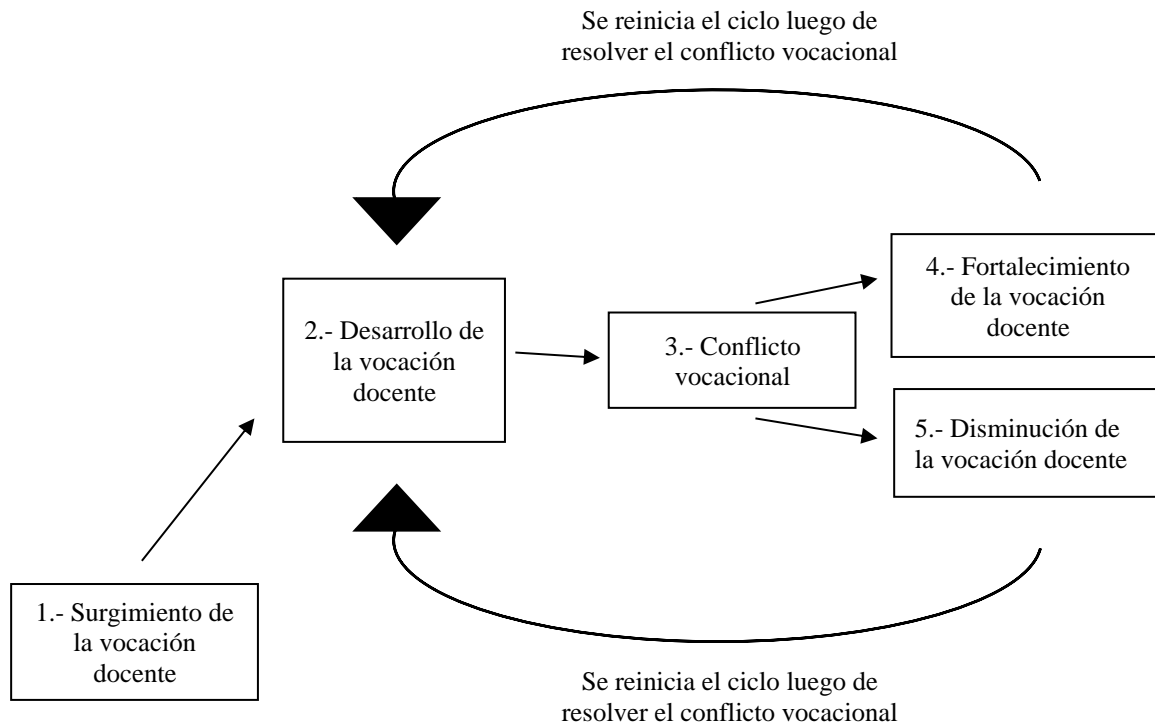 Se reinicia el ciclo luego de
resolver el conflicto vocacional
4.- Fortalecimiento
de la vocación
docente
2.- Desarrollo de
la vocación
docente
3.- Conflicto
vocacional
5.- Disminución de
la vocación docente
1.- Surgimiento de
la vocación
docente
Se reinicia el ciclo luego de
resolver el conflicto vocacional